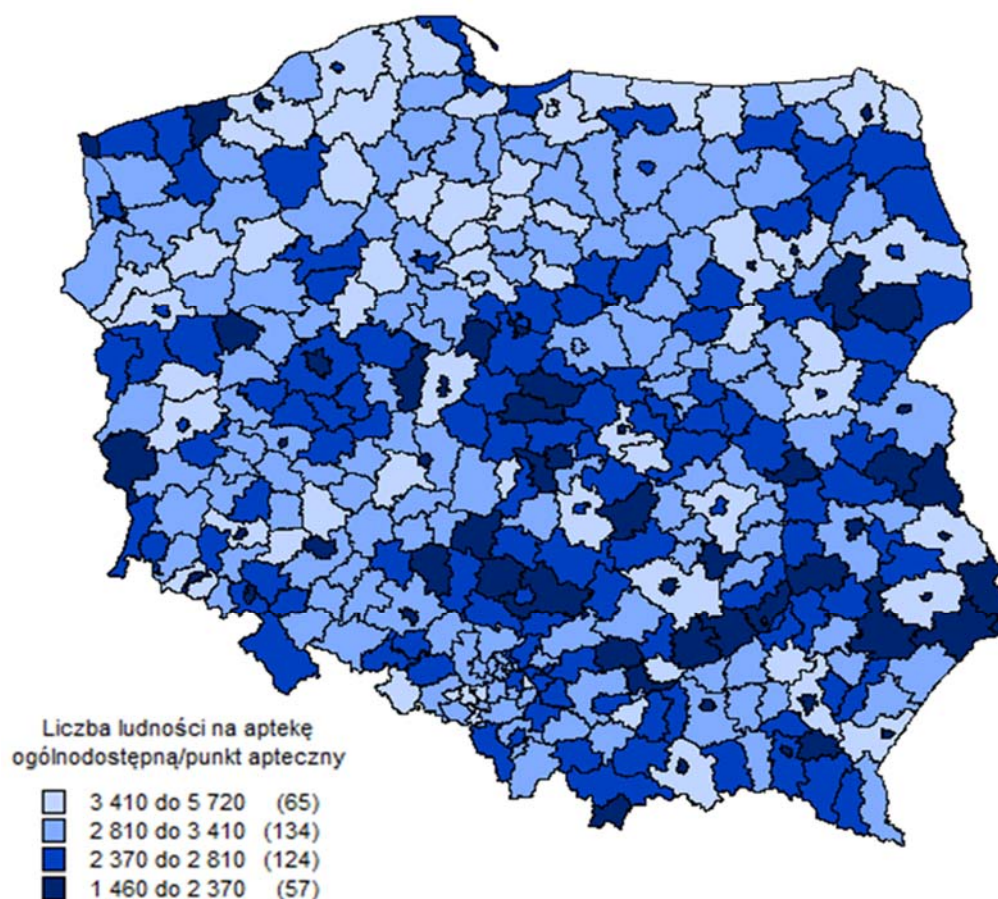 Liczba ludności na aptekę
ogólnodostępną/punkt apteczny
3 410 do 5 720 (65)
2 810 do 3 410 (134)
2 370 do 2 810 (124)
1 460 do 2 370 (57)